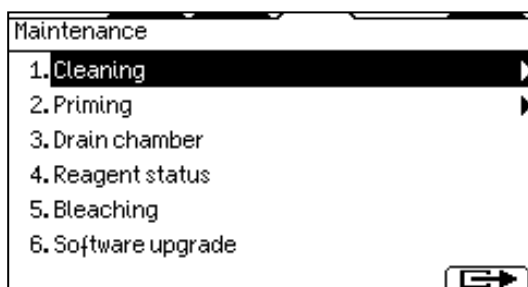 Maintenance
1. Cleaning
2. Priming
3. Drain chamber
4. Reagent status
5. Bleaching
6. Software upgrade